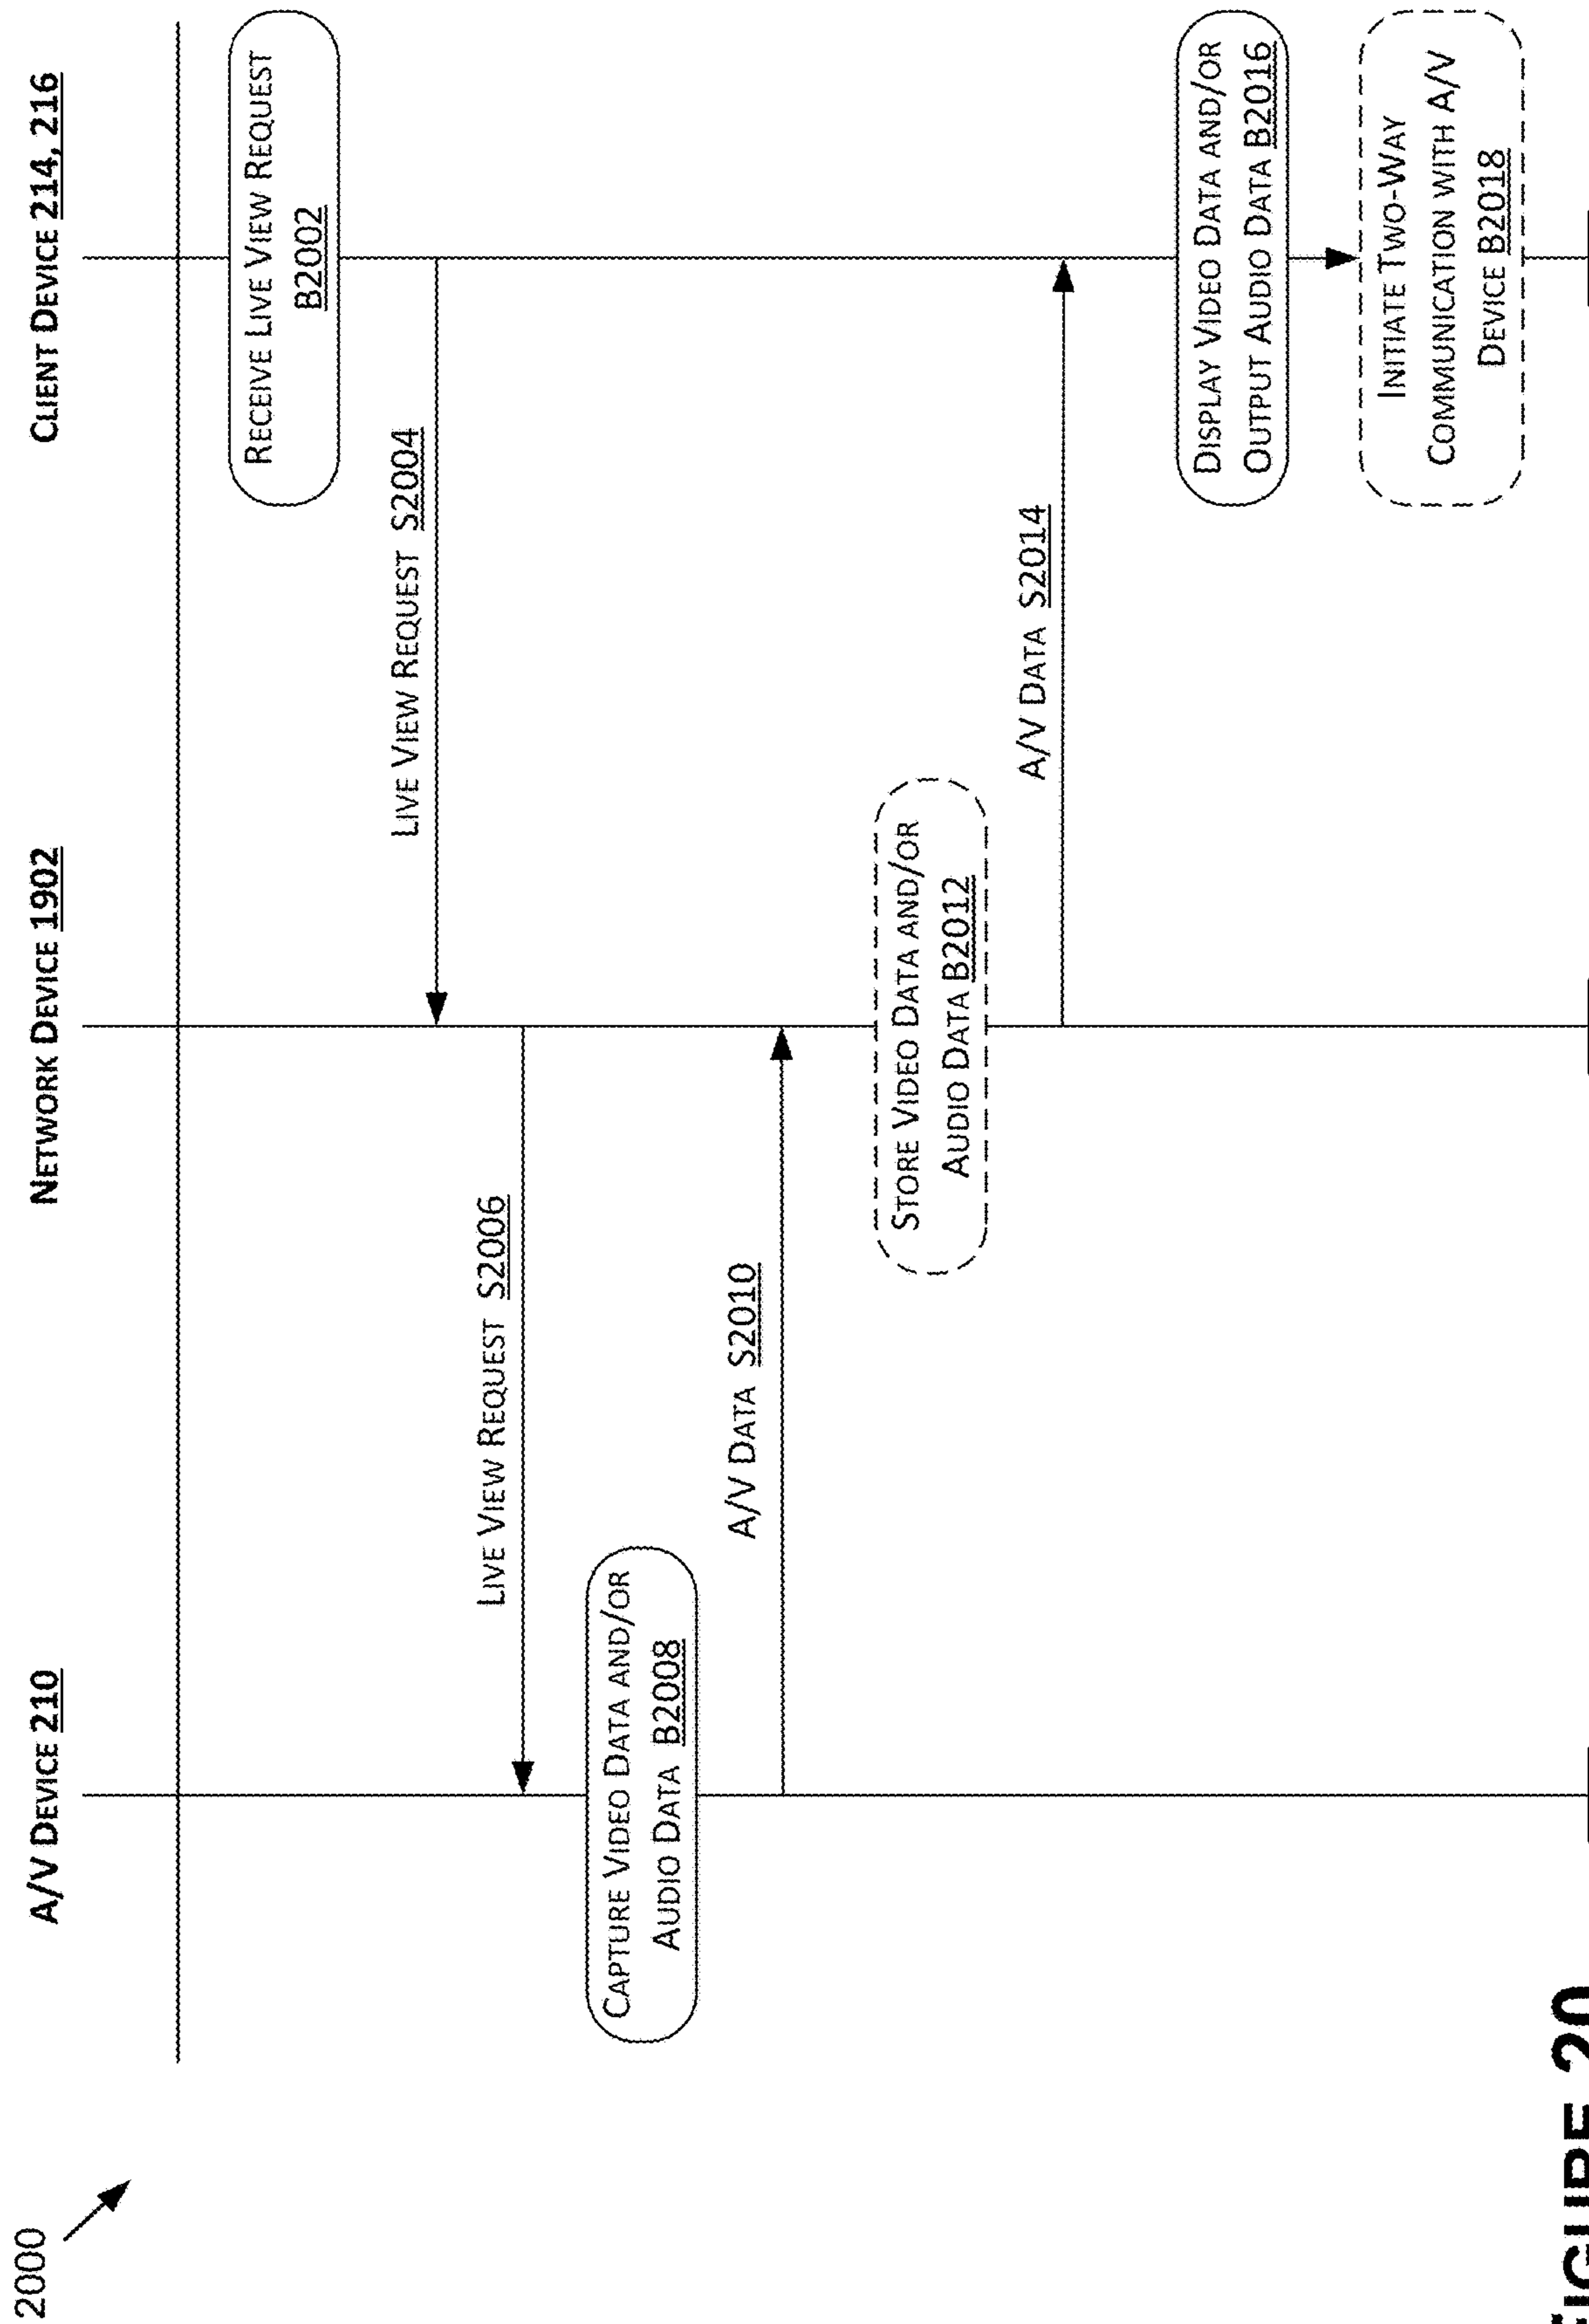 2000
A/V DEVICE 210
NETWORK DEVICE 1902
CLIENT DEVICE 214, 216
RECEIVE LIVE VIEW REQUEST
B2002
LIVE VIEW REQUEST S2004
LIVE VIEW REQUEST S2006
CAPTURE VIDEO DATA AND/OR
AUDIO DATA B2008
A/V DATA S2010
STORE VIDEO DATA AND/OR
AUDIO DATA B2012
A/V DATA S2014
DISPLAY VIDEO DATA AND/OR
OUTPUT AUDIO DATA B2016
INITIATE TWO-WAY
COMMUNICATION WITH A/V
DEVICE B2018
FIGURE 20